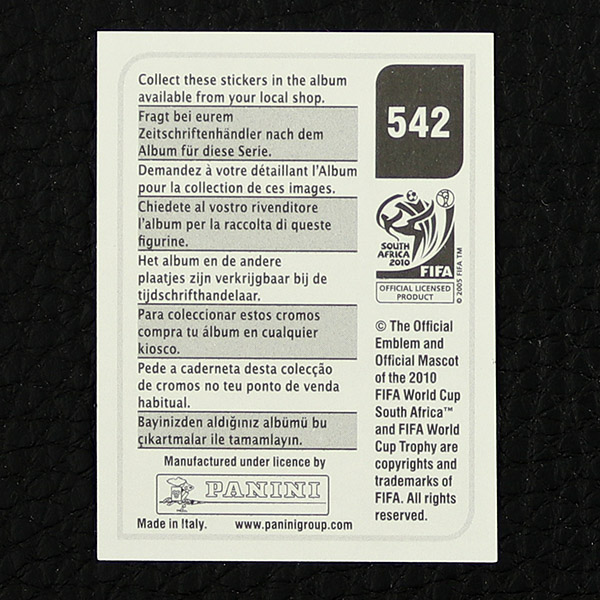 Collect these stickers in the album
available from your local shop.
Fragt bei eurem
Zeitschriftenhändler nach dem
Album für diese Serie.
Demandez à votre détaillant l'Album
pour la collection de ces images.
Chiedete al vostro rivenditore
l'album per la raccolta di queste
figurine.
Het album en de andere
plaatjes zijn verkrijgbaar bij de
tijdschrifthandelaar.
Para coleccionar estos cromos
compra tu álbum en cualquier
kiosco.
Pede a caderneta desta colecção
de cromos no teu ponto de venda
habitual.
Bayinizden aldığınız albümü bu
çıkartmalar ile tamamlayın.
Manufactured under licence by
PANINI
Made in Italy. www.paninigroup.com
542
SOUTH
AFRICA
2010
FIFA
OFFICIAL LICENSED
PRODUCT
© 2005 FIFA TM
© The Official
Emblem and
Official Mascot
of the 2010
FIFA World Cup
South Africa™
and FIFA World
Cup Trophy are
copyrights and
trademarks of
FIFA. All rights
reserved.